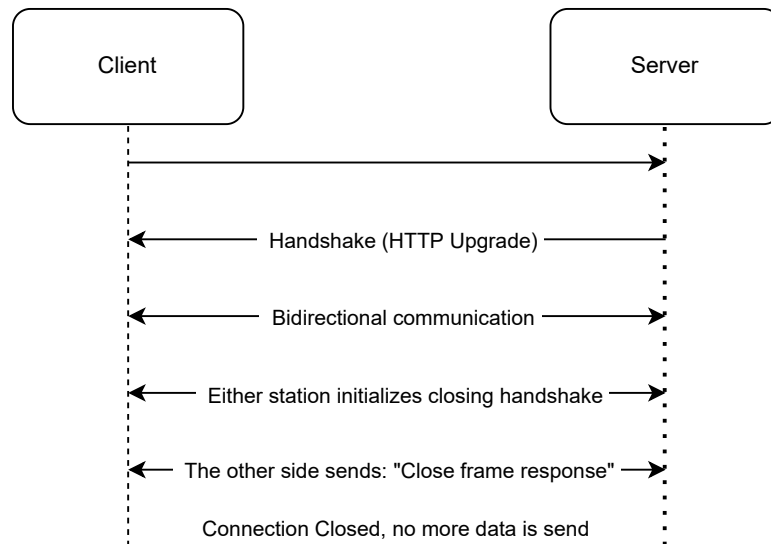 Client
Server
Handshake (HTTP Upgrade)
Bidirectional communication
Either station initializes closing handshake
The other side sends: "Close frame response"
Connection Closed, no more data is send